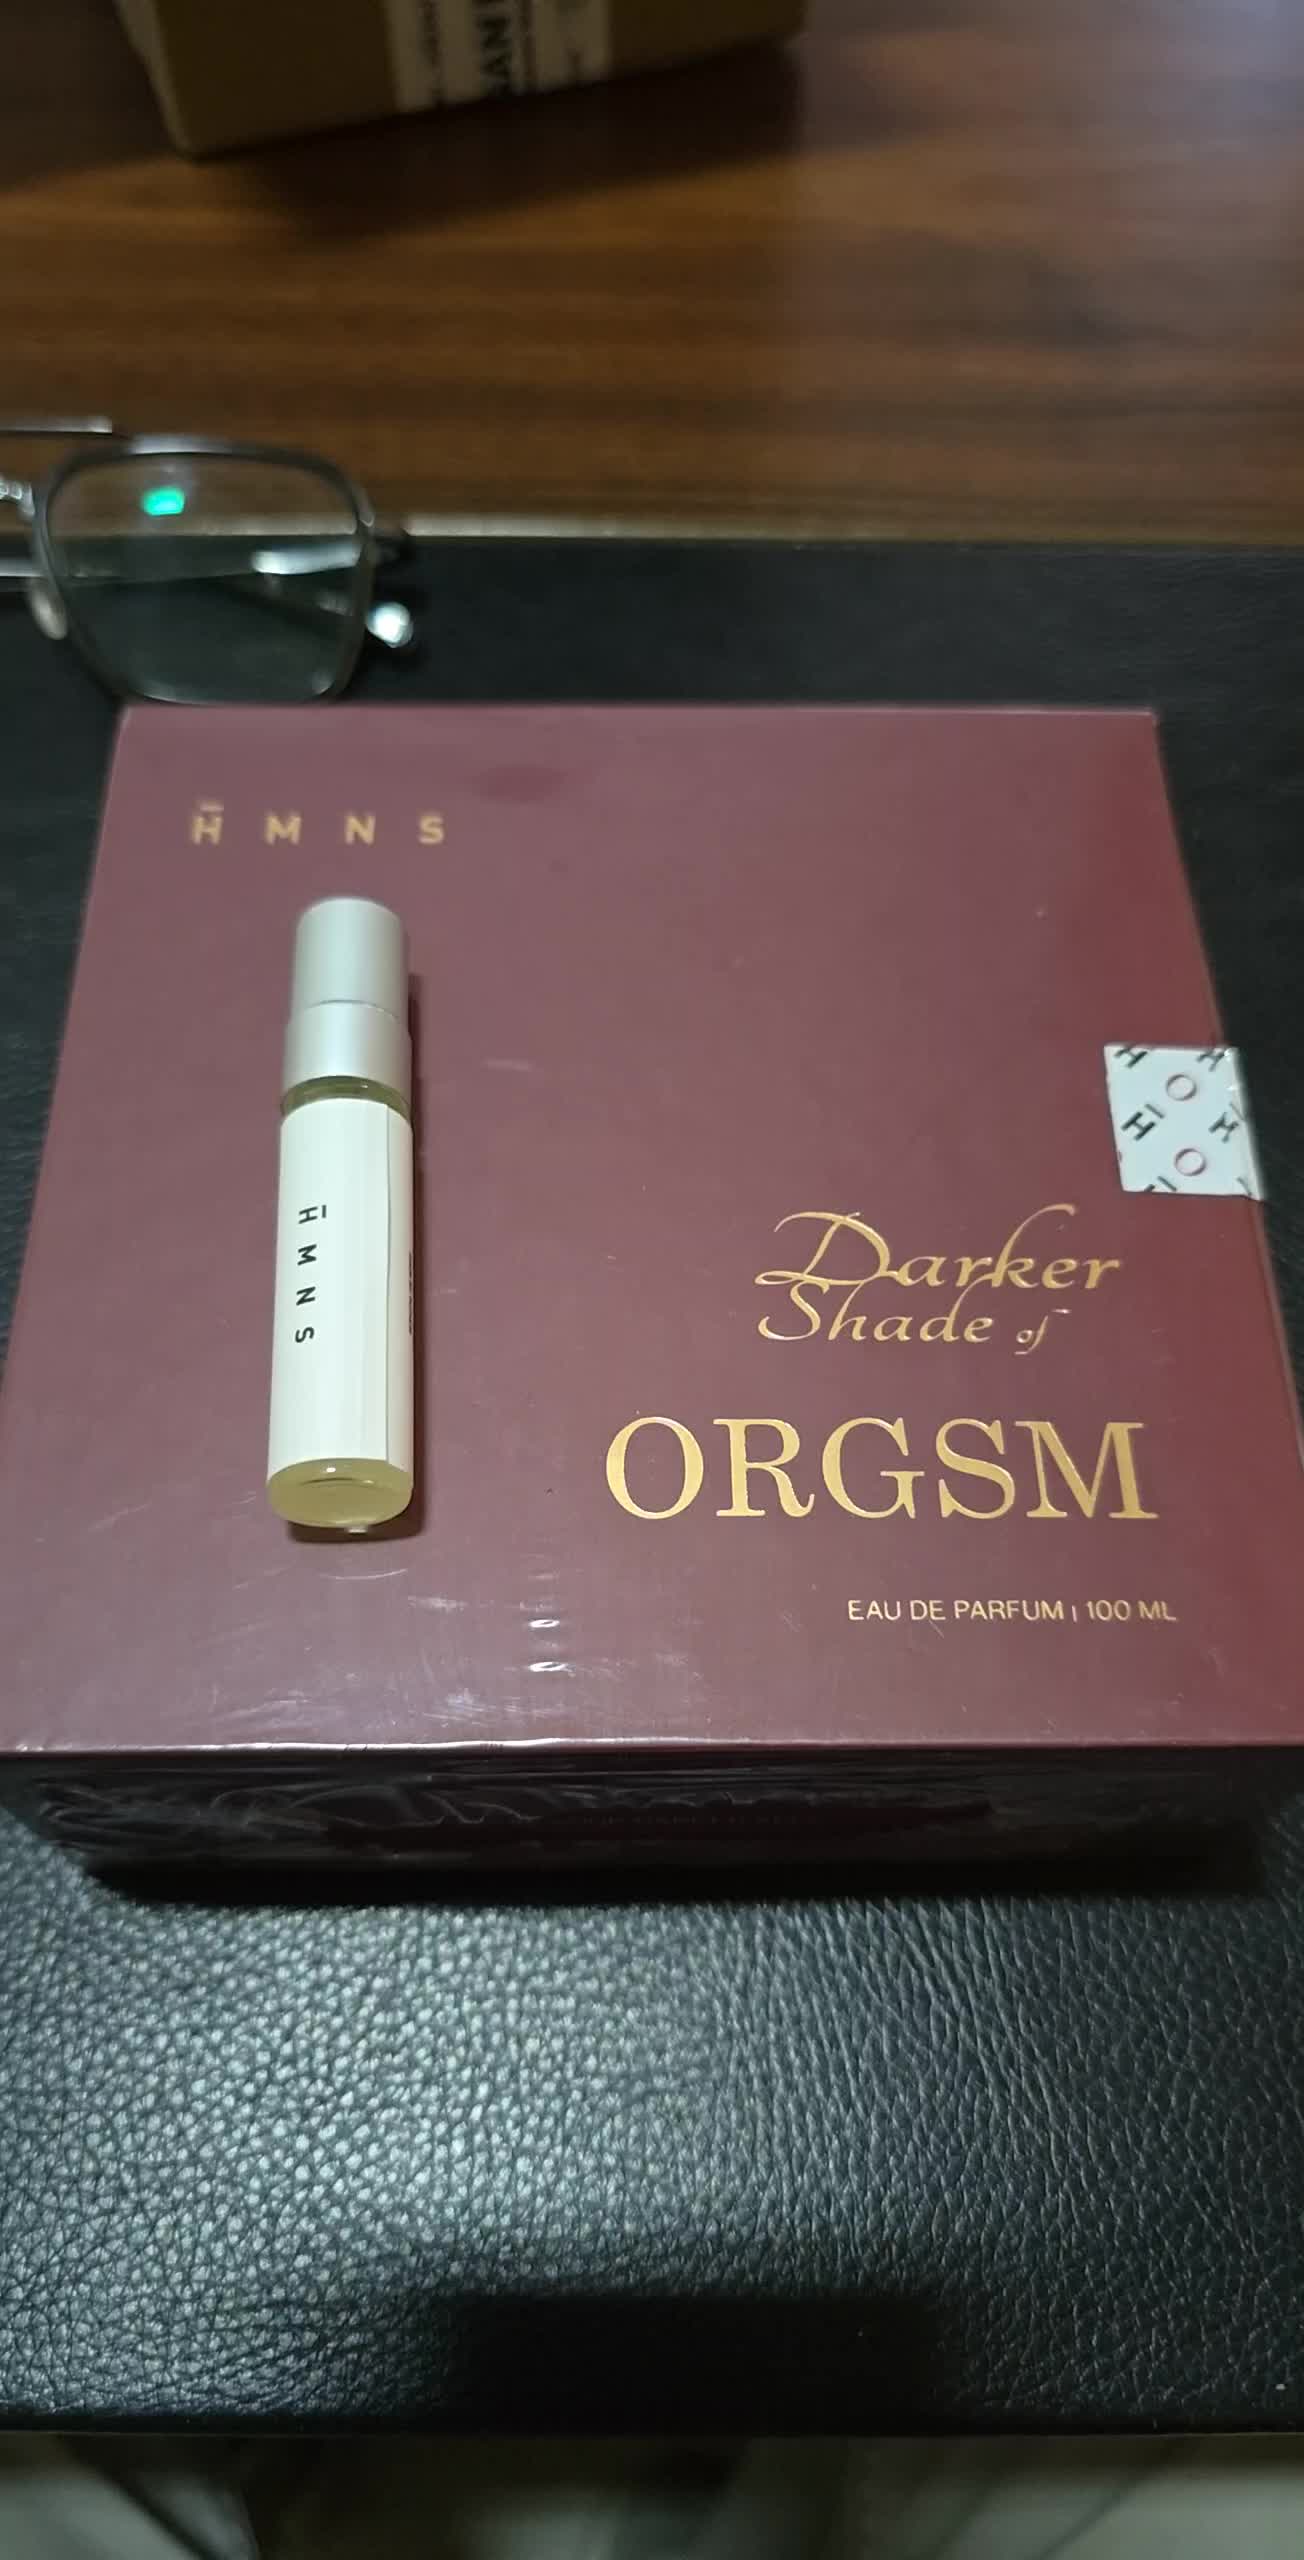 H̄ M N S
H̄ M N S
Darker
Shade of
ORGSM
EAU DE PARFUM | 100 ML